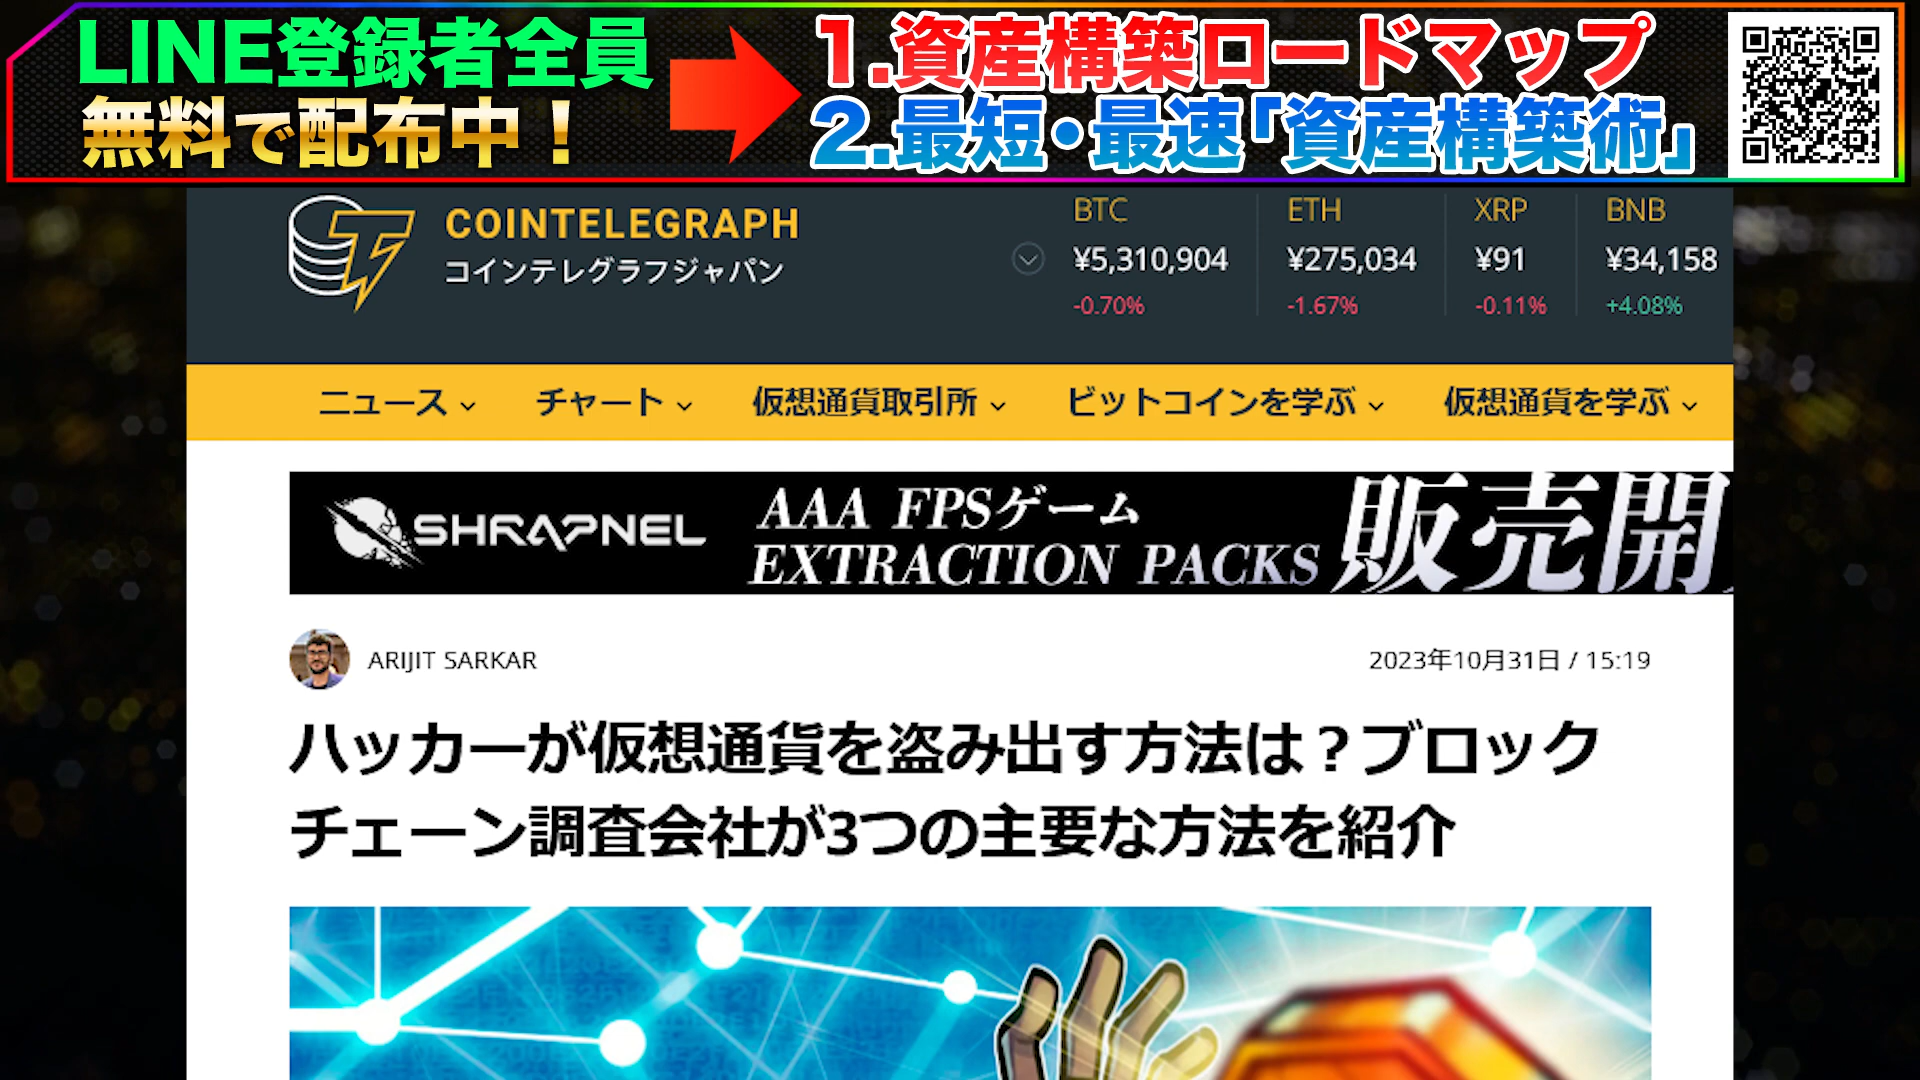 LINE登録者全員
無料で配布中！
1.資産構築ロードマップ
2.最短・最速「資産構築術」
COINTELEGRAPH
コインテレグラフジャパン
BTC
¥5,310,904
-0.70%
ETH
¥275,034
-1.67%
XRP
¥91
-0.11%
BNB
¥34,158
+4.08%
ニュース
チャート
仮想通貨取引所
ビットコインを学ぶ
仮想通貨を学ぶ
SHRAPNEL
AAA FPSゲーム
EXTRACTION PACKS
販売開
ARIJIT SARKAR
2023年10月31日 / 15:19
ハッカーが仮想通貨を盗み出す方法は？ブロック
チェーン調査会社が3つの主要な方法を紹介